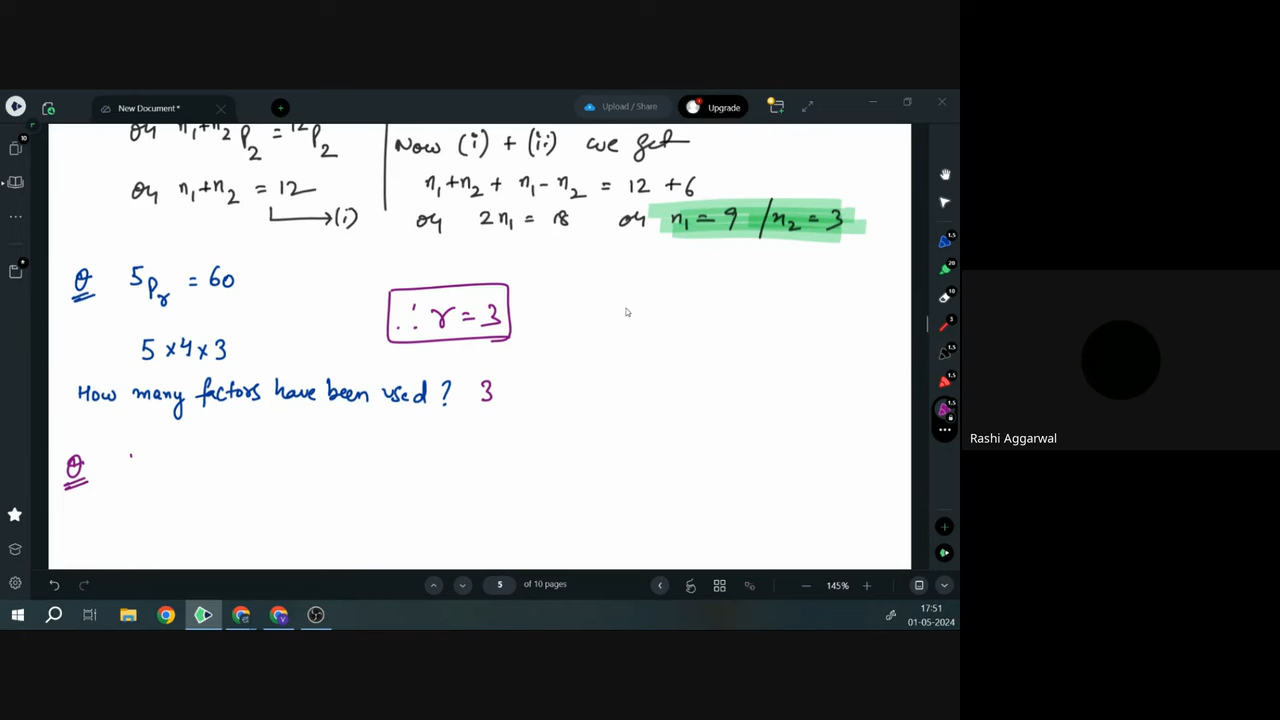 New Document *
Upload / Share
Upgrade
or n₁+n₂P₂ = ¹²P₂
or n₁+n₂ = 12
→(i)
Now (i) + (ii) we get
n₁+n₂ + n₁-n₂ = 12 + 6
or 2n₁ = 18 or n₁ = 9 / n₂ = 3
Q 5Pᵣ = 60
∴ r = 3
5 × 4 × 3
How many factors have been used ? 3
Q
Rashi Aggarwal
5 of 10 pages
145%
17:51
01-05-2024